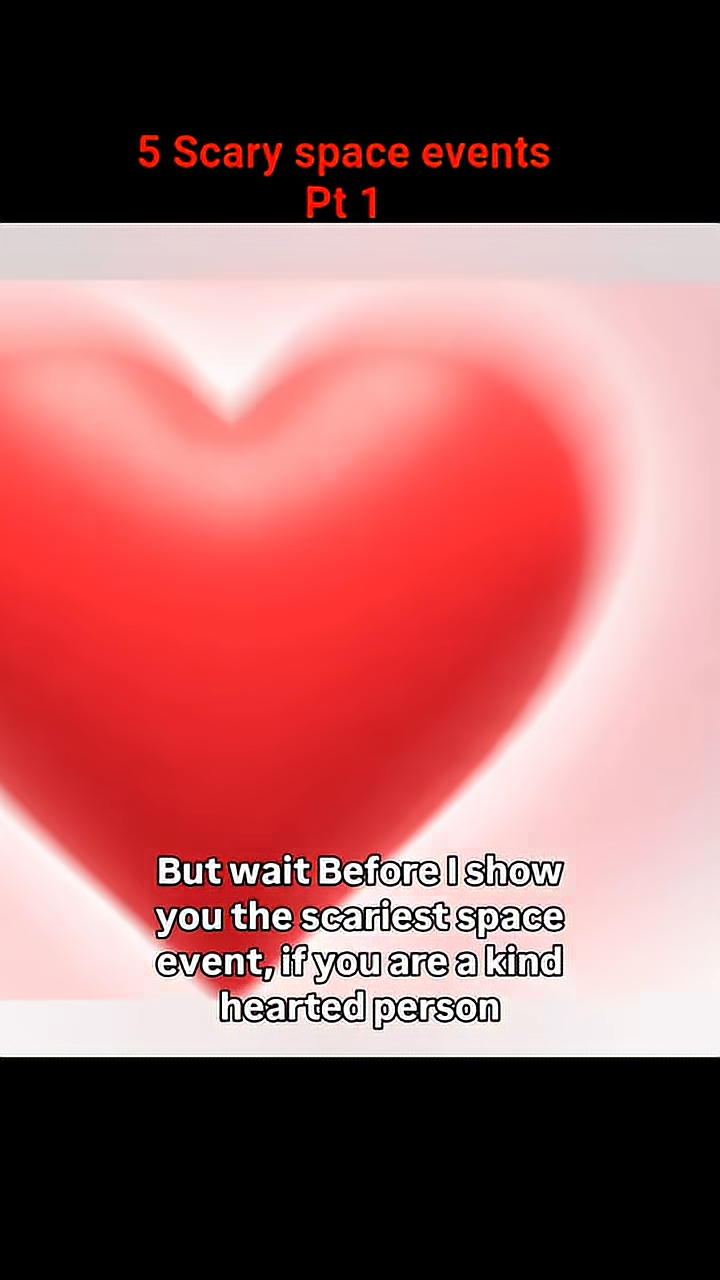 5 Scary space events
Pt 1
But wait Before I show
you the scariest space
event, if you are a kind
hearted person